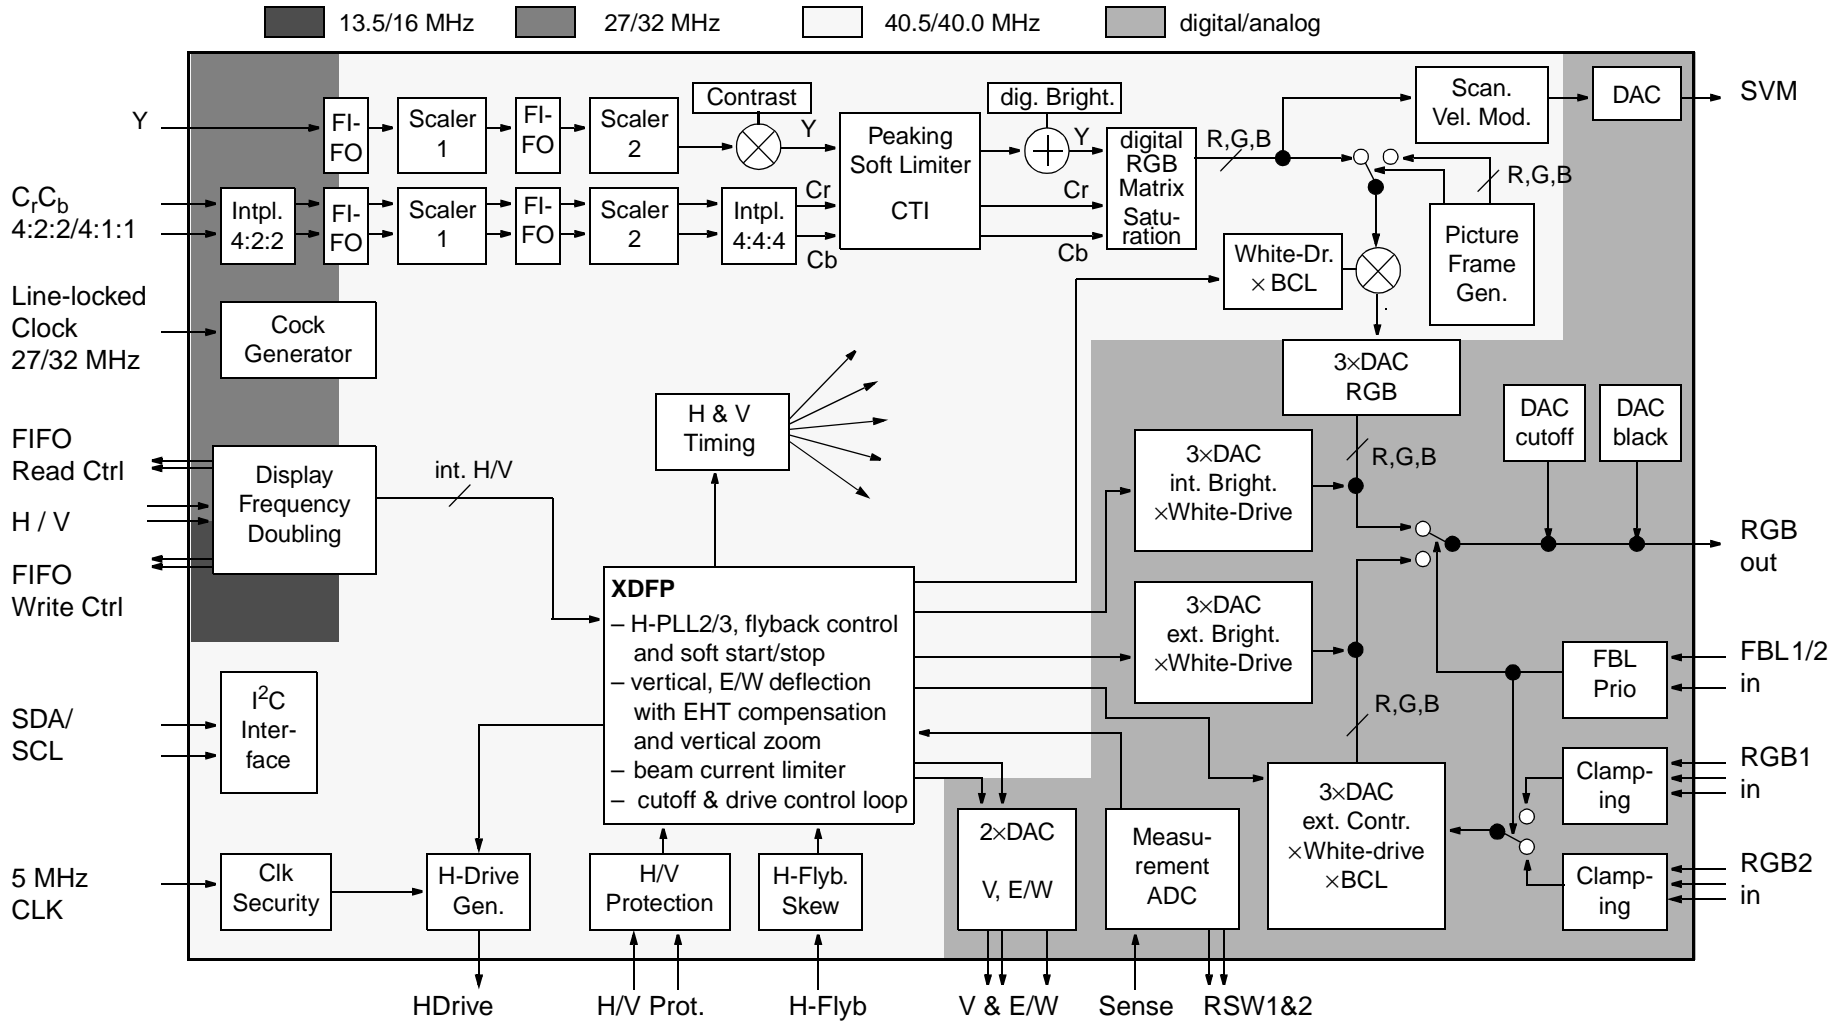 13.5/16 MHz
27/32 MHz
40.5/40.0 MHz
digital/analog
Y
FI-
FO
Scaler
1
FI-
FO
Scaler
2
Contrast
Y
Peaking
Soft Limiter
CTI
dig. Bright.
Y
digital
RGB
Matrix
Satu-
ration
R,G,B
Scan.
Vel. Mod.
DAC
SVM
CrCb
4:2:2/4:1:1
Intpl.
4:2:2
FI-
FO
Scaler
1
FI-
FO
Scaler
2
Intpl.
4:4:4
Cr
Cb
Cr
Cb
R,G,B
White-Dr.
× BCL
Picture
Frame
Gen.
Line-locked
Clock
27/32 MHz
Cock
Generator
3×DAC
RGB
H & V
Timing
DAC
cutoff
DAC
black
FIFO
Read Ctrl
H / V
FIFO
Write Ctrl
Display
Frequency
Doubling
int. H/V
3×DAC
int. Bright.
×White-Drive
R,G,B
RGB
out
XDFP
– H-PLL2/3, flyback control
and soft start/stop
– vertical, E/W deflection
with EHT compensation
and vertical zoom
– beam current limiter
– cutoff & drive control loop
3×DAC
ext. Bright.
×White-Drive
R,G,B
FBL
Prio
FBL1/2
in
SDA/
SCL
I2C
Inter-
face
Clamp-
ing
RGB1
in
3×DAC
ext. Contr.
×White-drive
×BCL
Clamp-
ing
RGB2
in
5 MHz
CLK
Clk
Security
H-Drive
Gen.
H/V
Protection
H-Flyb.
Skew
2×DAC
V, E/W
Measu-
rement
ADC
HDrive
H/V Prot.
H-Flyb
V & E/W
Sense
RSW1&2